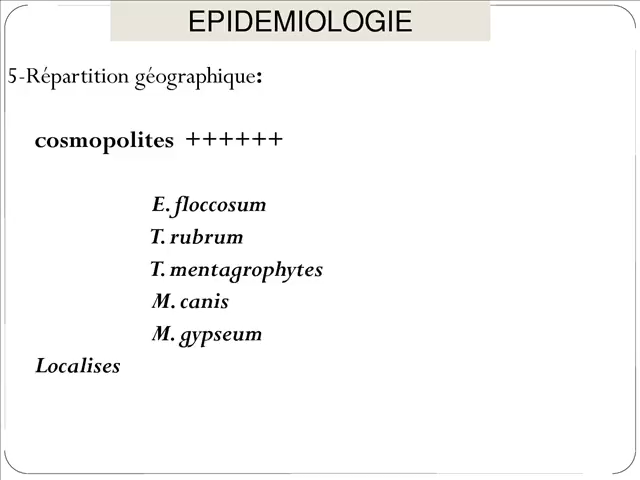 EPIDEMIOLOGIE
5-Répartition géographique:
cosmopolites ++++++
E. floccosum
T. rubrum
T. mentagrophytes
M. canis
M. gypseum
Localises